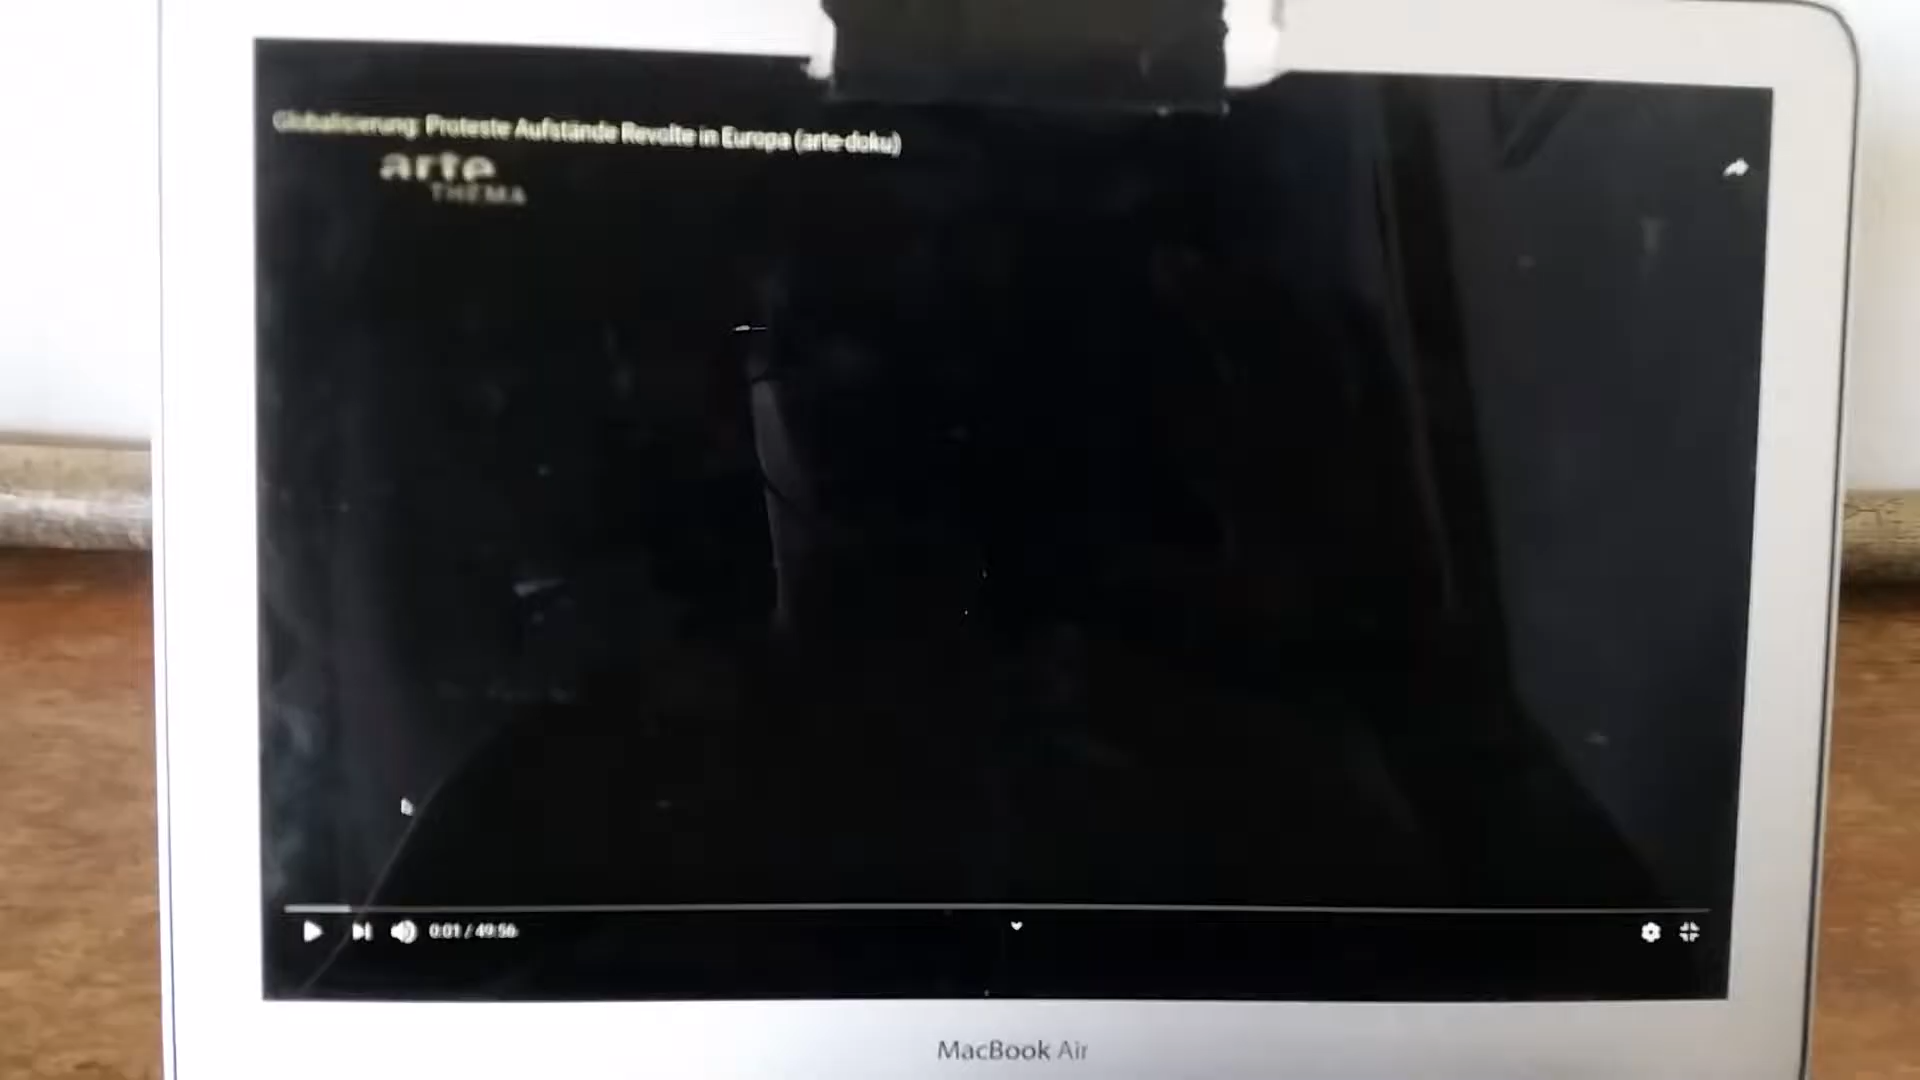 Globalisierung: Proteste Aufstände Revolte in Europa (arte-doku)
arte
THEMA
0:01 / 49:56
MacBook Air